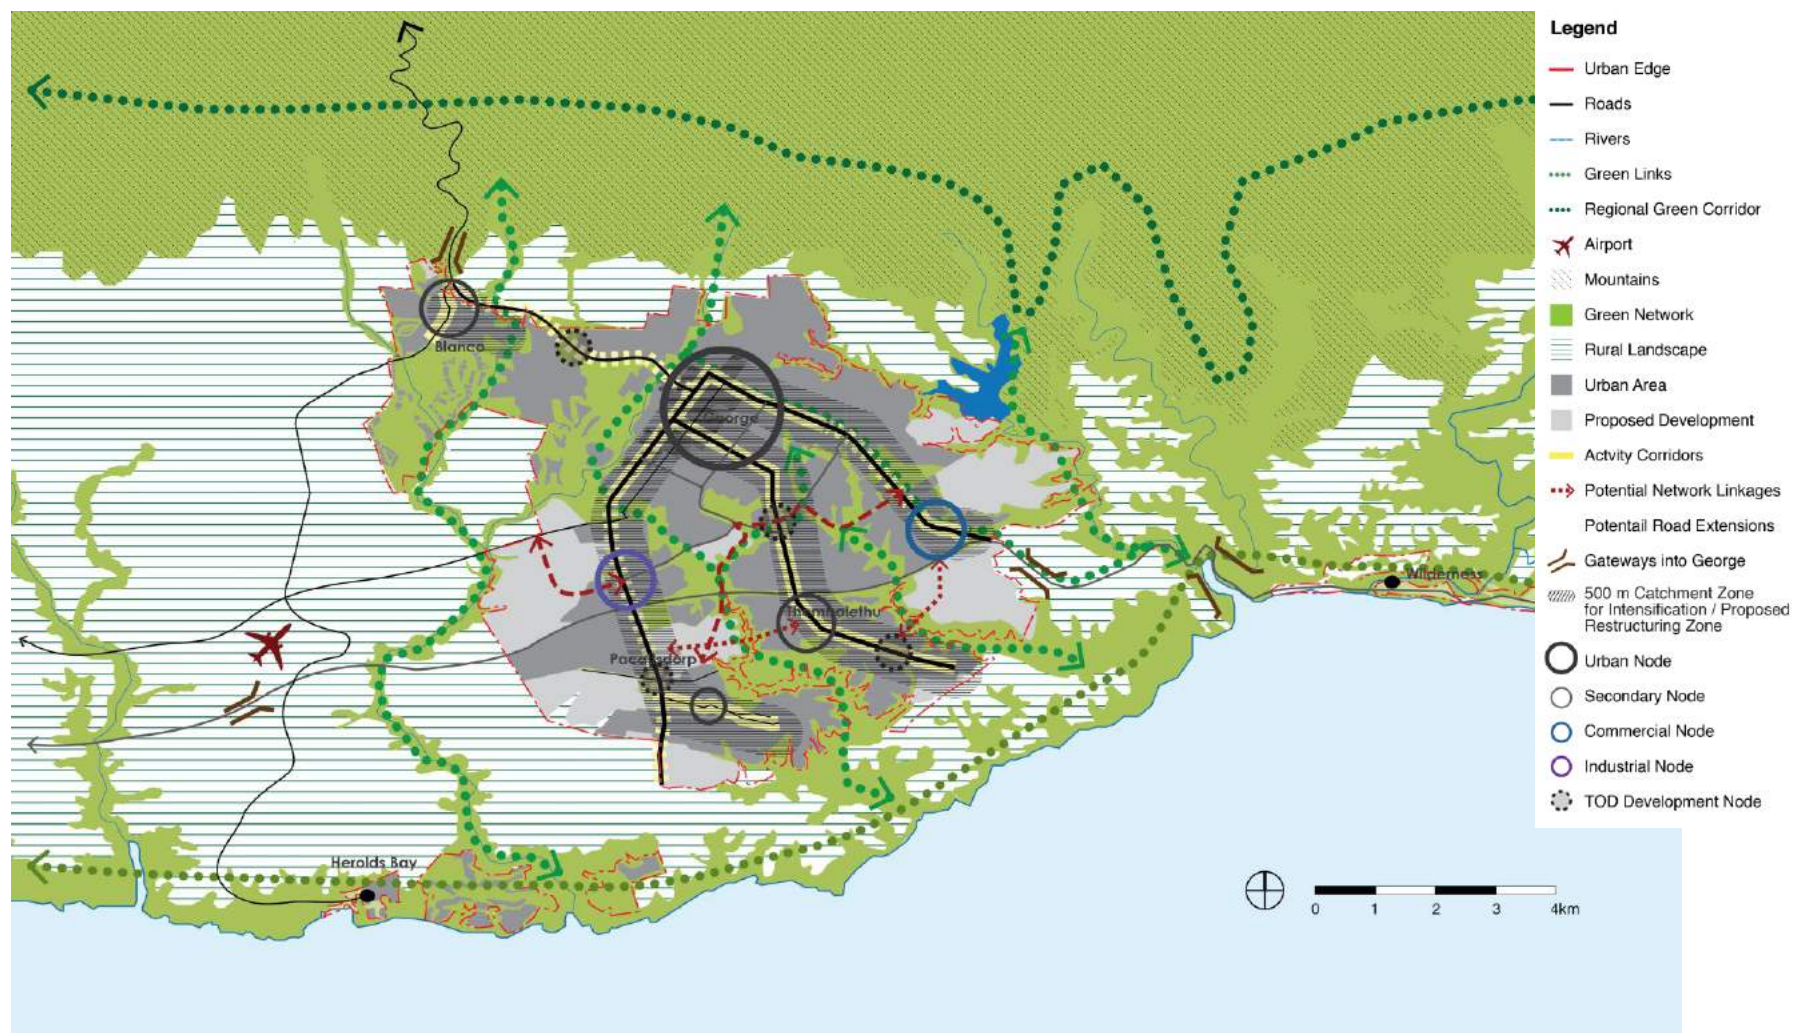 Legend
Urban Edge
Roads
Rivers
Green Links
Regional Green Corridor
Airport
Mountains
Green Network
Rural Landscape
Urban Area
Proposed Development
Actvity Corridors
Potential Network Linkages
Potentail Road Extensions
Gateways into George
500 m Catchment Zone
for Intensification / Proposed
Restructuring Zone
Urban Node
Secondary Node
Commercial Node
Industrial Node
TOD Development Node
Blanco
George
Thembalethu
Pacaltsdorp
Wilderness
Herolds Bay
0 1 2 3 4km